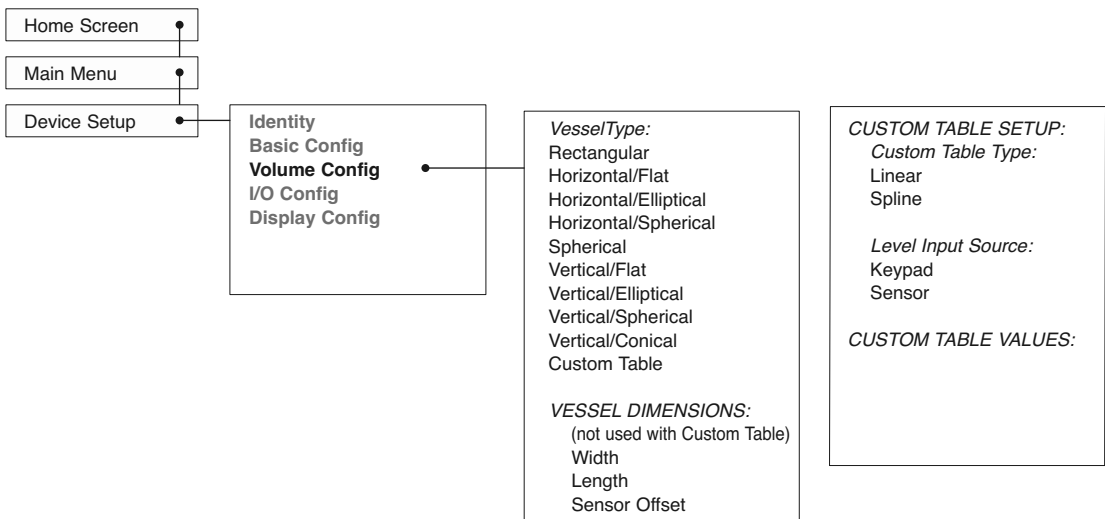 Home Screen
Main Menu
Device Setup
Identity
Basic Config
Volume Config
I/O Config
Display Config
VesselType:
Rectangular
Horizontal/Flat
Horizontal/Elliptical
Horizontal/Spherical
Spherical
Vertical/Flat
Vertical/Elliptical
Vertical/Spherical
Vertical/Conical
Custom Table
VESSEL DIMENSIONS:
(not used with Custom Table)
Width
Length
Sensor Offset
CUSTOM TABLE SETUP:
Custom Table Type:
Linear
Spline
Level Input Source:
Keypad
Sensor
CUSTOM TABLE VALUES: